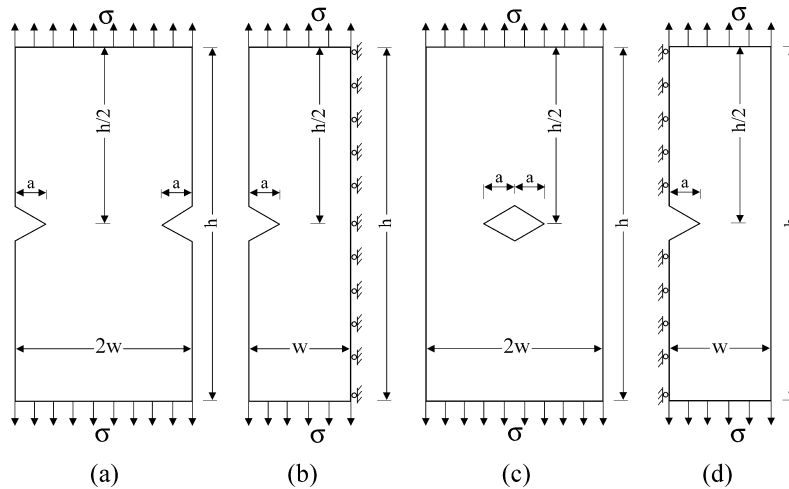 σ σ σ σ
h/2 h/2 h/2 h/2
a a a a a a
h h h
2w w 2w w
σ σ σ σ
(a) (b) (c) (d)